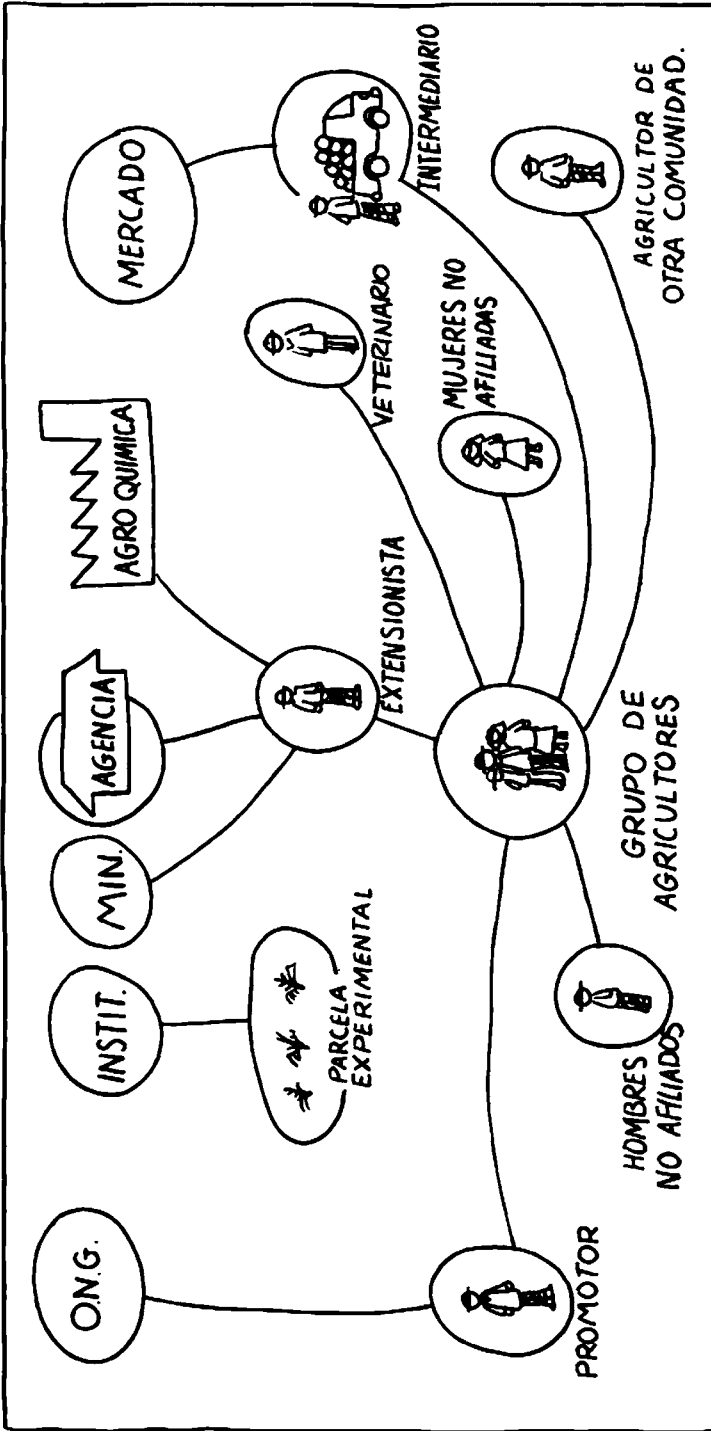 O.N.G.
INSTIT.
MIN.
AGENCIA
AGRO QUIMICA
MERCADO
PARCELA
EXPERIMENTAL
EXTENSIONISTA
VETERINARIO
INTERMEDIARIO
MUJERES NO
AFILIADAS
PROMOTOR
HOMBRES
NO AFILIADOS
GRUPO DE
AGRICULTORES
AGRICULTOR DE
OTRA COMUNIDAD.